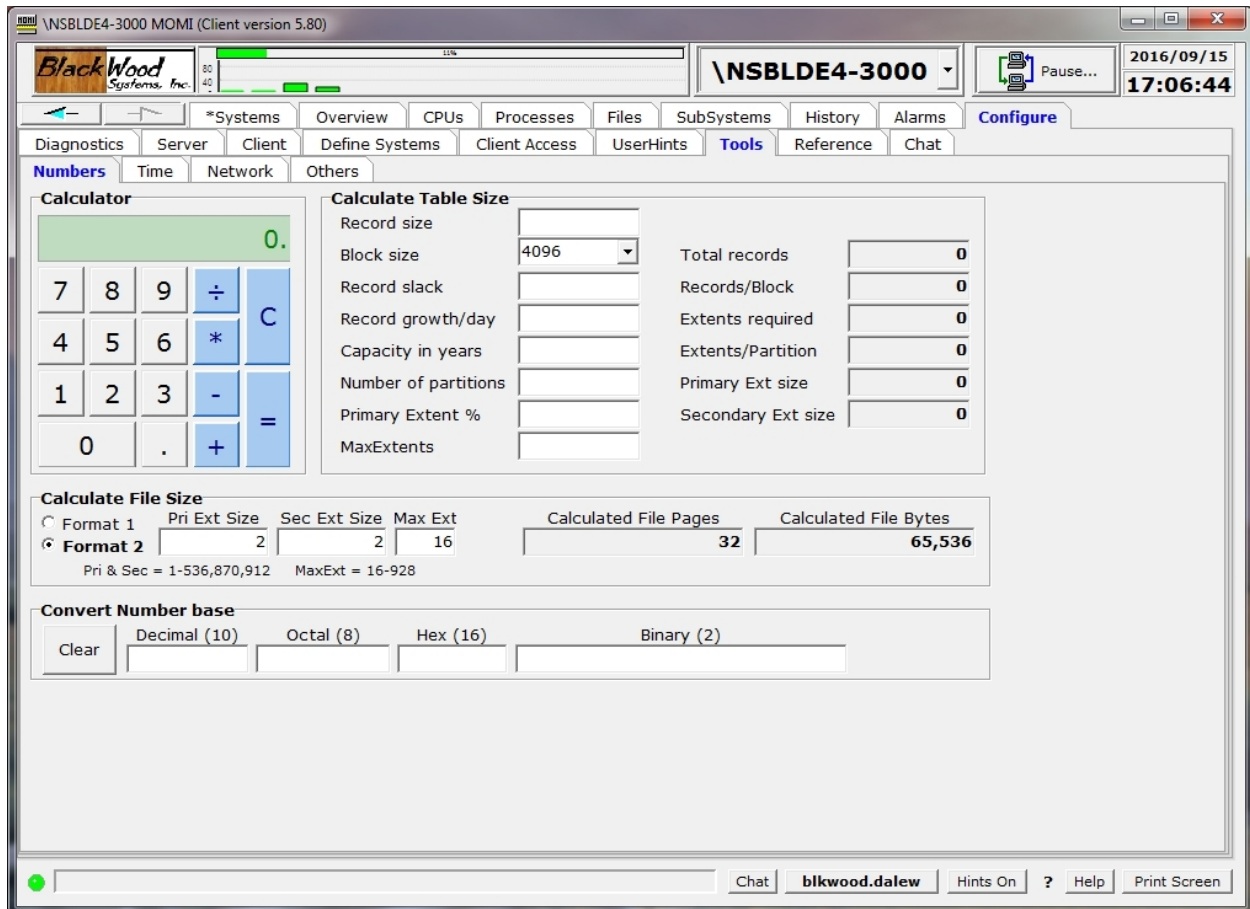 \NSBLDE4-3000 MOMI (Client version 5.80)
BlackWood
Systems, Inc.
80
40
11%
\NSBLDE4-3000
Pause...
2016/09/15
17:06:44
*Systems Overview CPUs Processes Files SubSystems History Alarms Configure
Diagnostics Server Client Define Systems Client Access UserHints Tools Reference Chat
Numbers Time Network Others
Calculator
0.
7 8 9 ÷ C
4 5 6 *
1 2 3 - =
0 . +
Calculate Table Size
Record size
Block size 4096 Total records 0
Record slack Records/Block 0
Record growth/day Extents required 0
Capacity in years Extents/Partition 0
Number of partitions Primary Ext size 0
Primary Extent % Secondary Ext size 0
MaxExtents
Calculate File Size
Format 1 Pri Ext Size Sec Ext Size Max Ext Calculated File Pages Calculated File Bytes
Format 2 2 2 16 32 65,536
Pri & Sec = 1-536,870,912 MaxExt = 16-928
Convert Number base
Clear Decimal (10) Octal (8) Hex (16) Binary (2)
Chat blkwood.dalew Hints On ? Help Print Screen